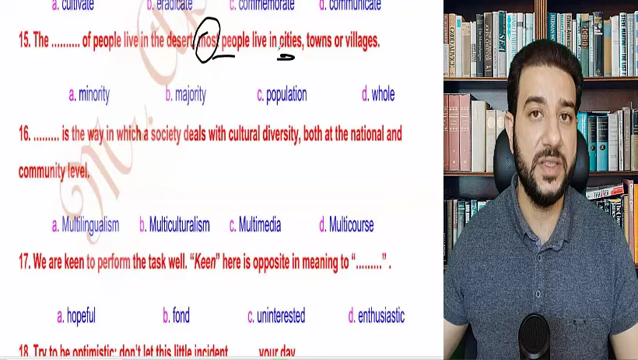 a. cultivate b. eradicate c. commemorate d. communicate
15. The .......... of people live in the desert, most people live in cities, towns or villages.
a. minority b. majority c. population d. whole
16. ......... is the way in which a society deals with cultural diversity, both at the national and
community level.
a. Multilingualism b. Multiculturalism c. Multimedia d. Multicourse
17. We are keen to perform the task well. “Keen” here is opposite in meaning to “.........” .
a. hopeful b. fond c. uninterested d. enthusiastic
18. Try to be optimistic; don't let this little incident ........ your day.